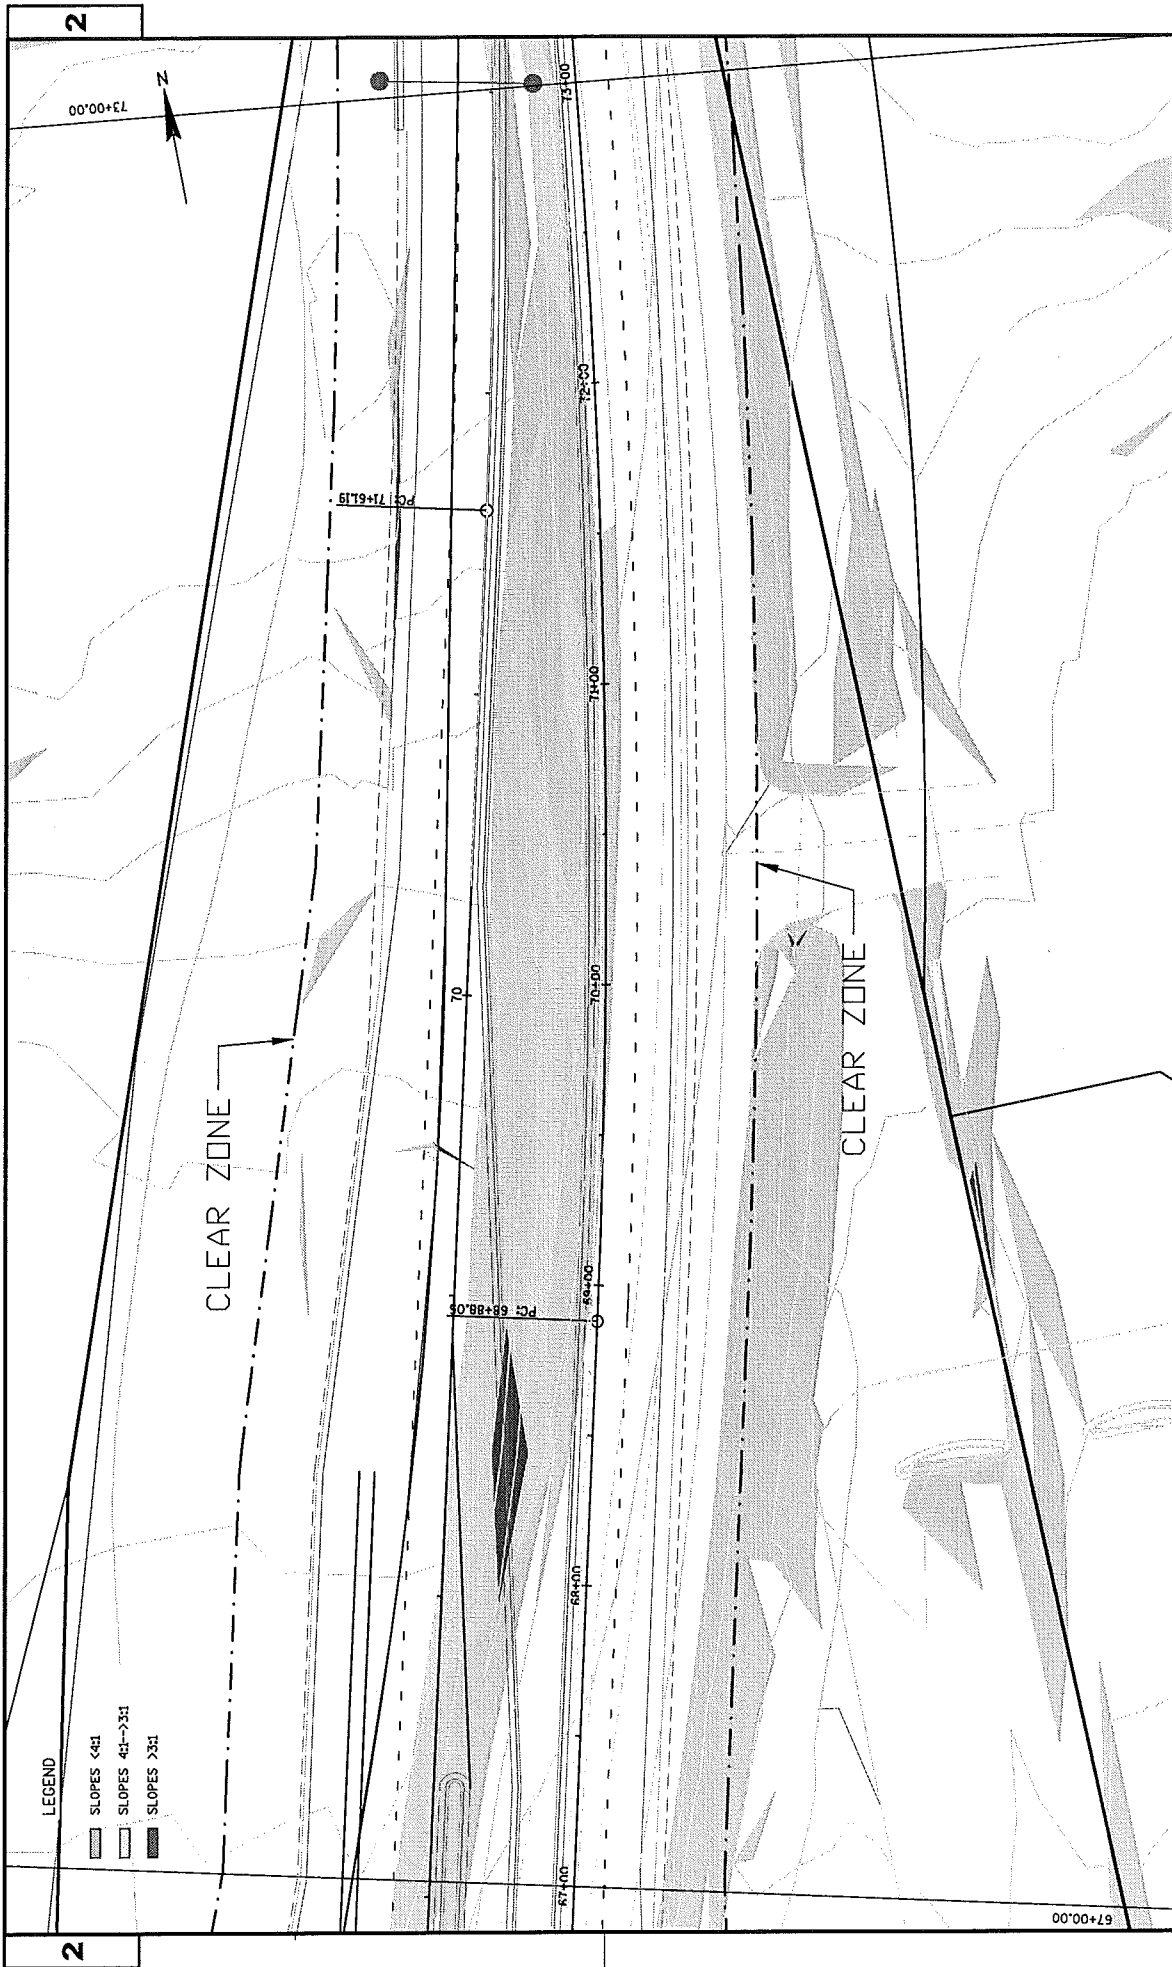 2
73+00.00
N
73+00
72+00
PC: 71+61.19
71+00
70
70+00
CLEAR ZONE
CLEAR ZONE
69+00
PC: 68+88.05
68+00
LEGEND
SLOPES <4:1
SLOPES 4:1-->3:1
SLOPES >3:1
67+00
67+00.00
2